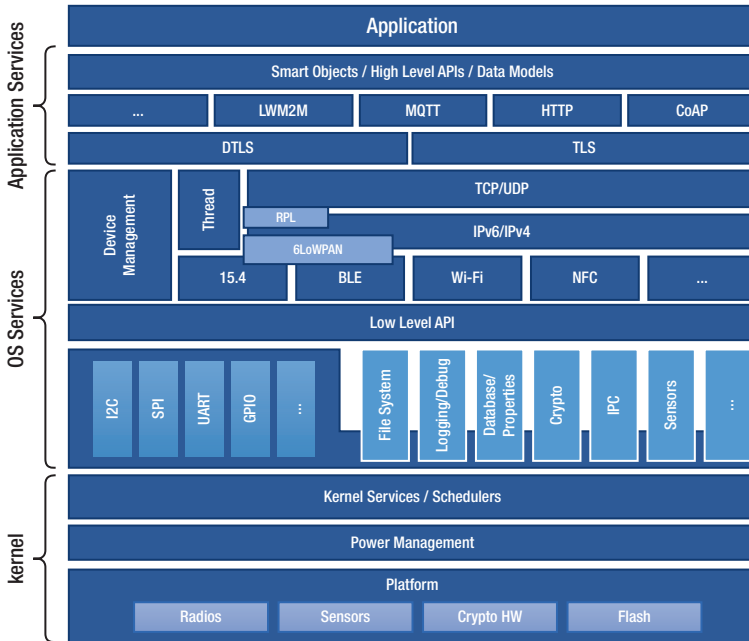 Application
Application Services
Smart Objects / High Level APIs / Data Models
... LWM2M MQTT HTTP CoAP
DTLS TLS
OS Services
Device Management
Thread
TCP/UDP
RPL
IPv6/IPv4
6LoWPAN
15.4 BLE Wi-Fi NFC ...
Low Level API
I2C SPI UART GPIO ...
File System
Logging/Debug
Database/
Properties
Crypto
IPC
Sensors
...
kernel
Kernel Services / Schedulers
Power Management
Platform
Radios Sensors Crypto HW Flash